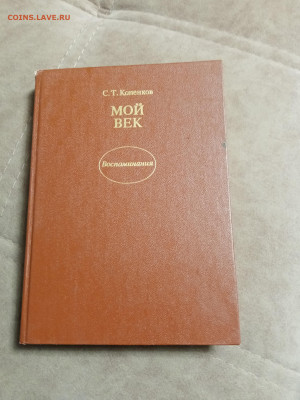 COINS.LAVE.RU
С. Т. Коненков
МОЙ
ВЕК
Воспоминания